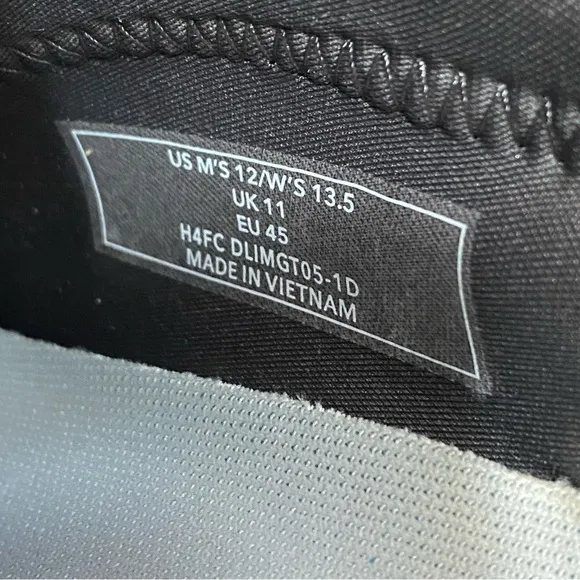 US M'S 12/W'S 13.5
UK 11
EU 45
H4FC DLIMGT05-1D
MADE IN VIETNAM